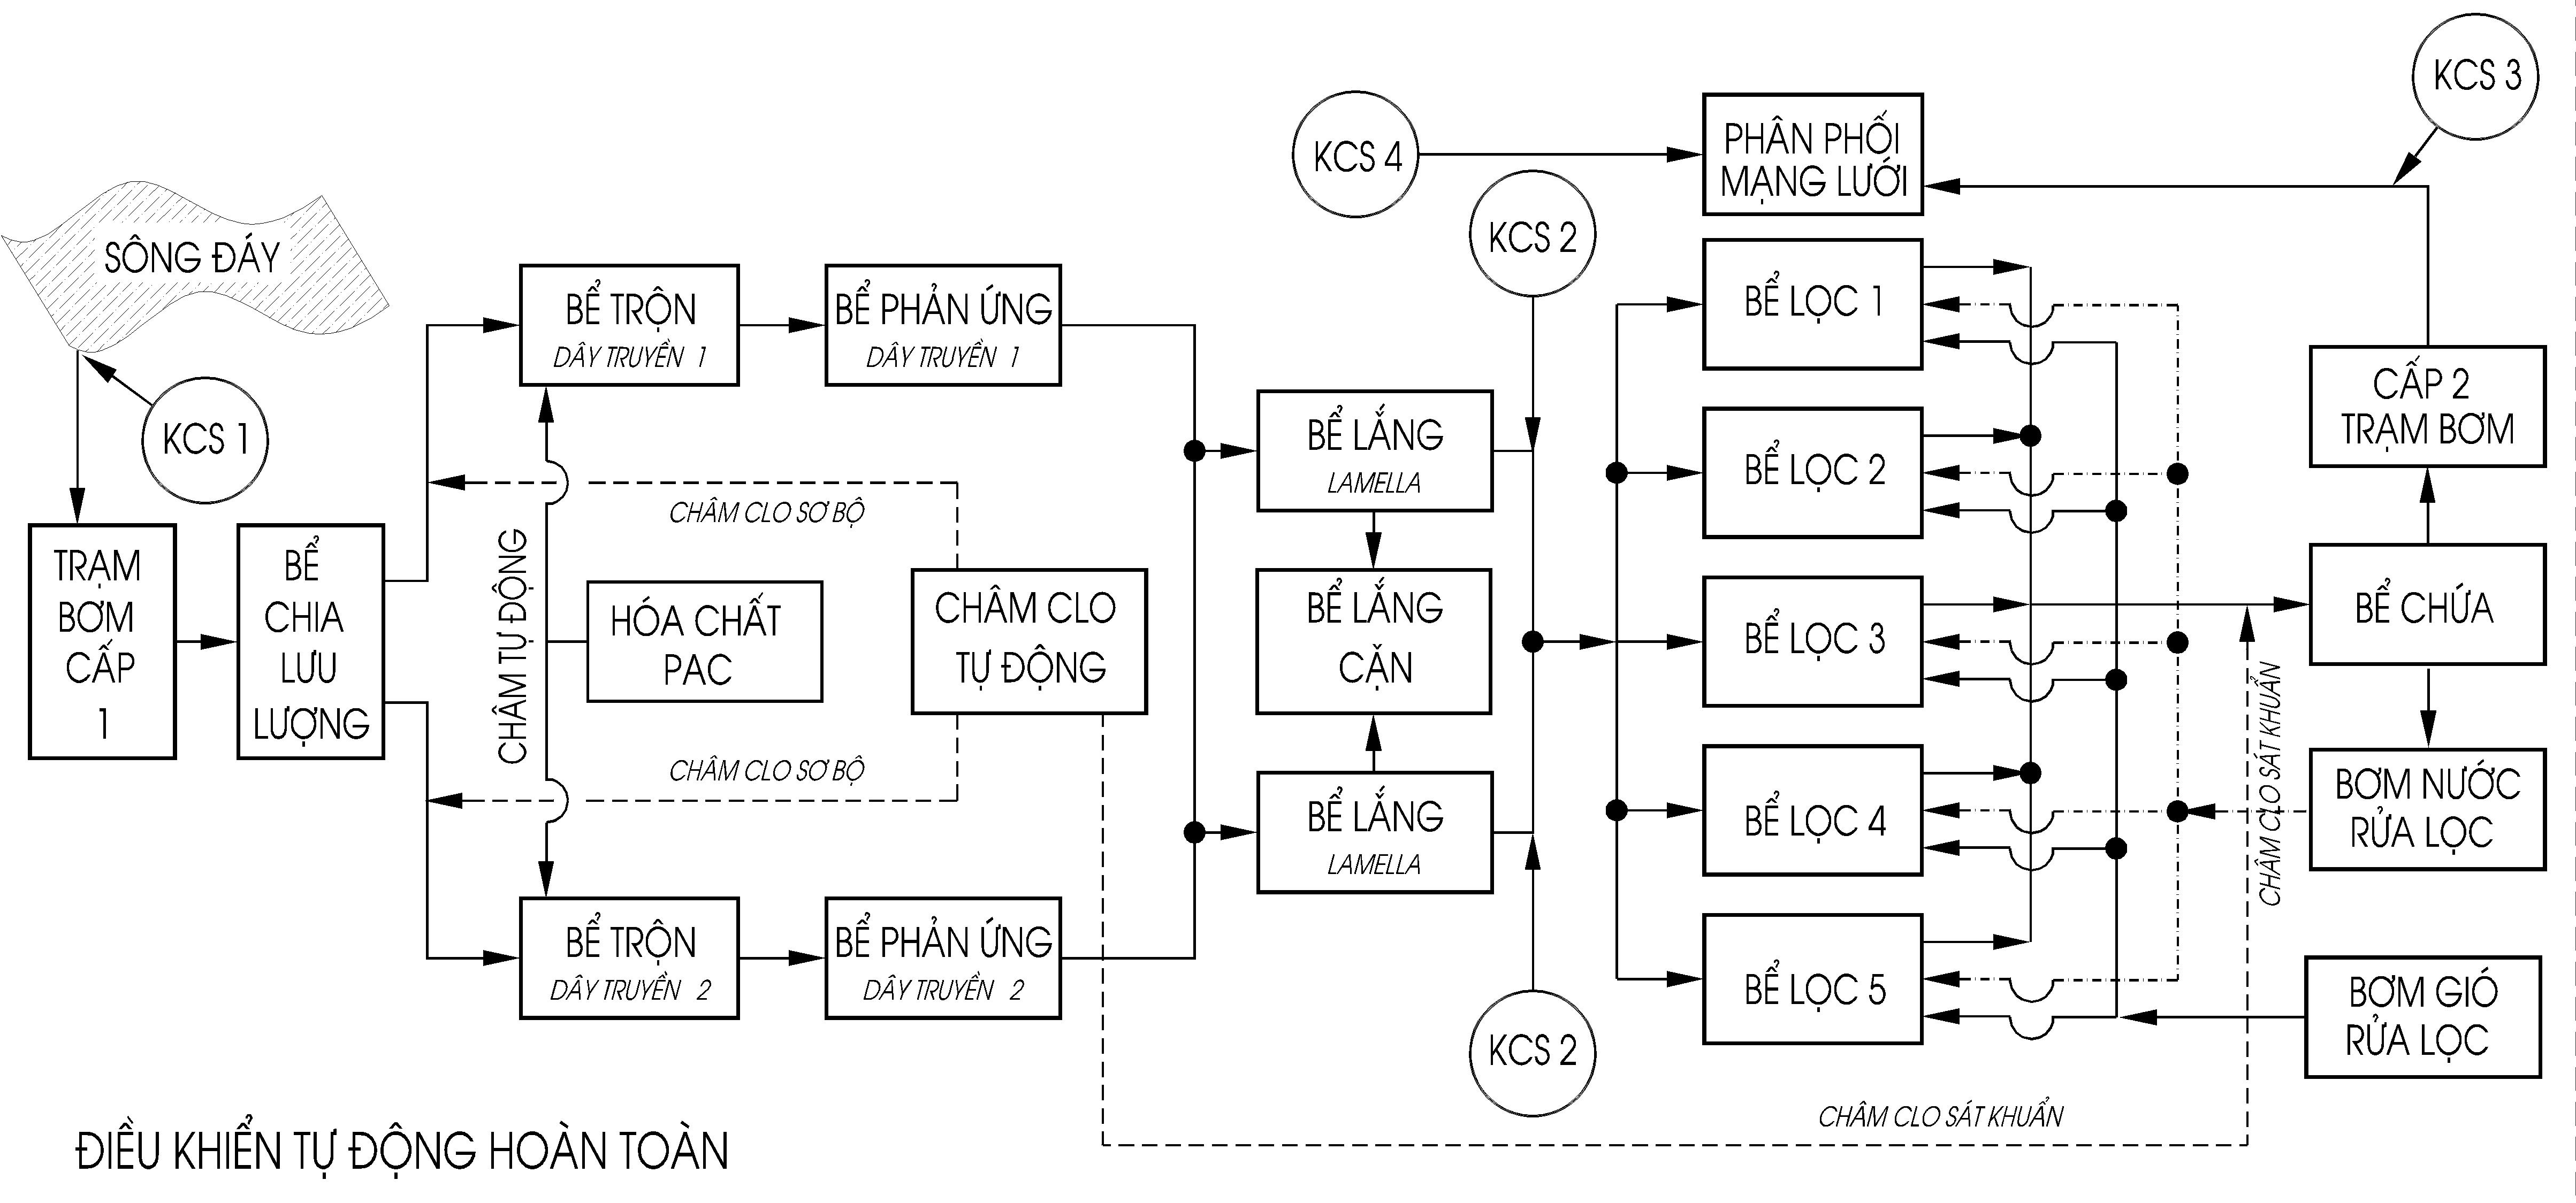 SÔNG ĐÁY
KCS 1
TRẠM
BƠM
CẤP
1
BỂ
CHIA
LƯU
LƯỢNG
BỂ TRỘN
DÂY TRUYỀN 1
BỂ PHẢN ỨNG
DÂY TRUYỀN 1
CHÂM CLO SƠ BỘ
CHÂM TỰ ĐỘNG
HÓA CHẤT
PAC
CHÂM CLO
TỰ ĐỘNG
CHÂM CLO SƠ BỘ
BỂ TRỘN
DÂY TRUYỀN 2
BỂ PHẢN ỨNG
DÂY TRUYỀN 2
BỂ LẮNG
LAMELLA
BỂ LẮNG
CẶN
BỂ LẮNG
LAMELLA
KCS 4
KCS 2
KCS 2
PHÂN PHỐI
MẠNG LƯỚI
BỂ LỌC 1
BỂ LỌC 2
BỂ LỌC 3
BỂ LỌC 4
BỂ LỌC 5
KCS 3
CẤP 2
TRẠM BƠM
BỂ CHỨA
CHÂM CLO SÁT KHUẨN
BƠM NƯỚC
RỬA LỌC
BƠM GIÓ
RỬA LỌC
CHÂM CLO SÁT KHUẨN
ĐIỀU KHIỂN TỰ ĐỘNG HOÀN TOÀN